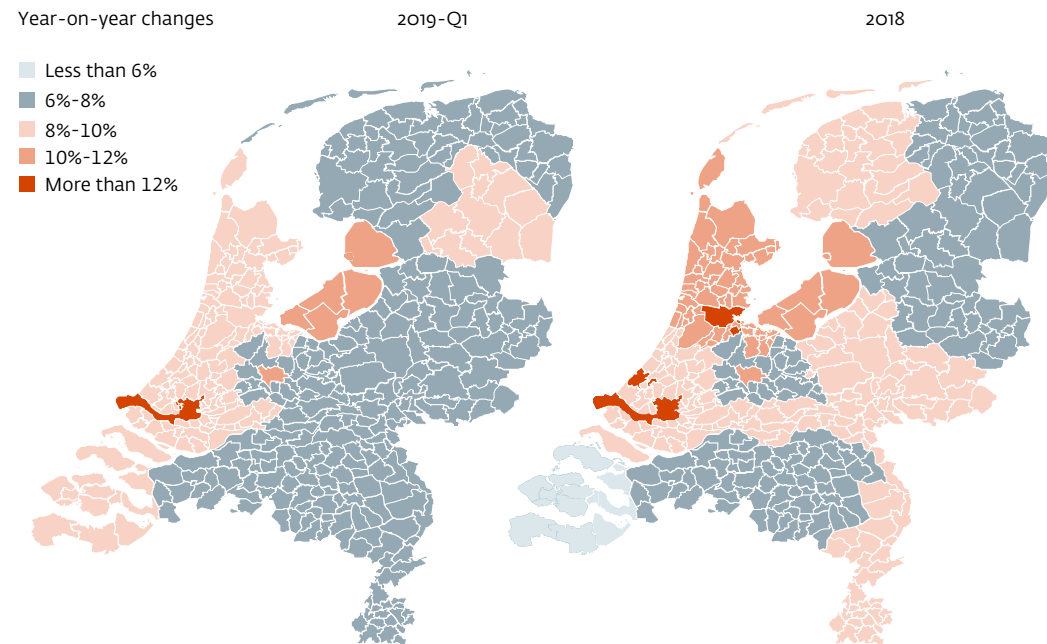 Year-on-year changes
2019-Q1
2018
Less than 6%
6%-8%
8%-10%
10%-12%
More than 12%